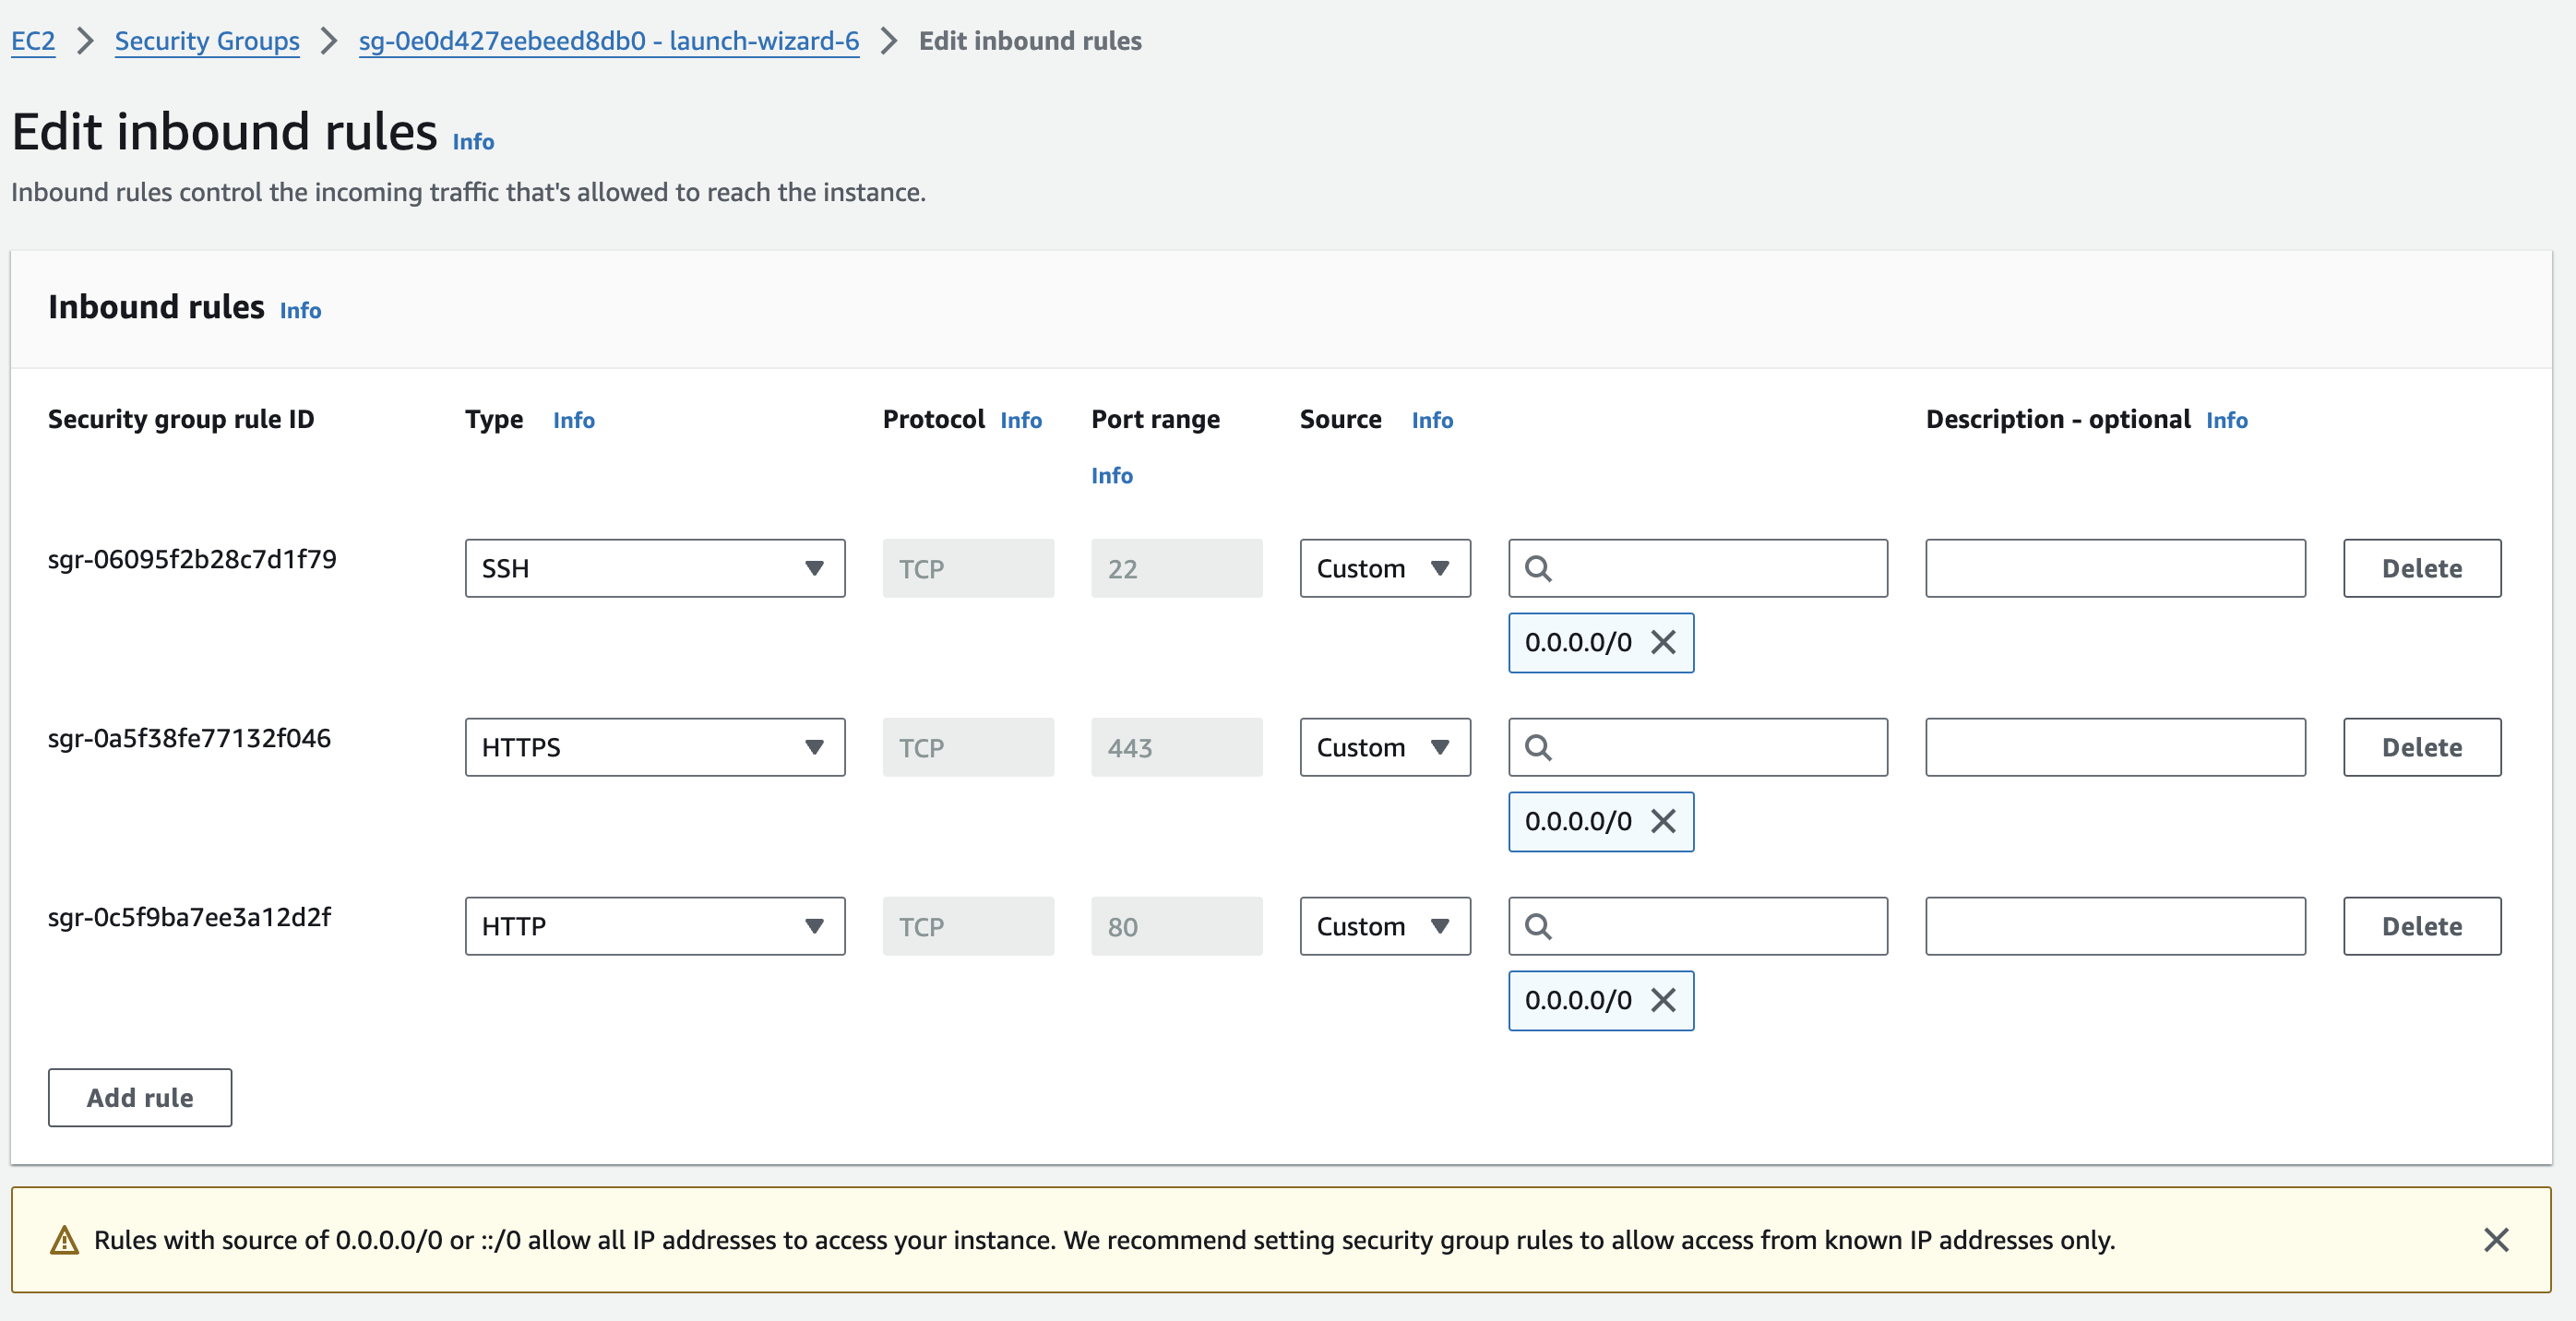 EC2 > Security Groups > sg-0e0d427eebeed8db0 - launch-wizard-6 > Edit inbound rules
Edit inbound rules Info
Inbound rules control the incoming traffic that's allowed to reach the instance.
Inbound rules Info
Security group rule ID Type Info Protocol Info Port range Source Info Description - optional Info
Info
sgr-06095f2b28c7d1f79 SSH TCP 22 Custom Delete
0.0.0.0/0
sgr-0a5f38fe77132f046 HTTPS TCP 443 Custom Delete
0.0.0.0/0
sgr-0c5f9ba7ee3a12d2f HTTP TCP 80 Custom Delete
0.0.0.0/0
Add rule
Rules with source of 0.0.0.0/0 or ::/0 allow all IP addresses to access your instance. We recommend setting security group rules to allow access from known IP addresses only.